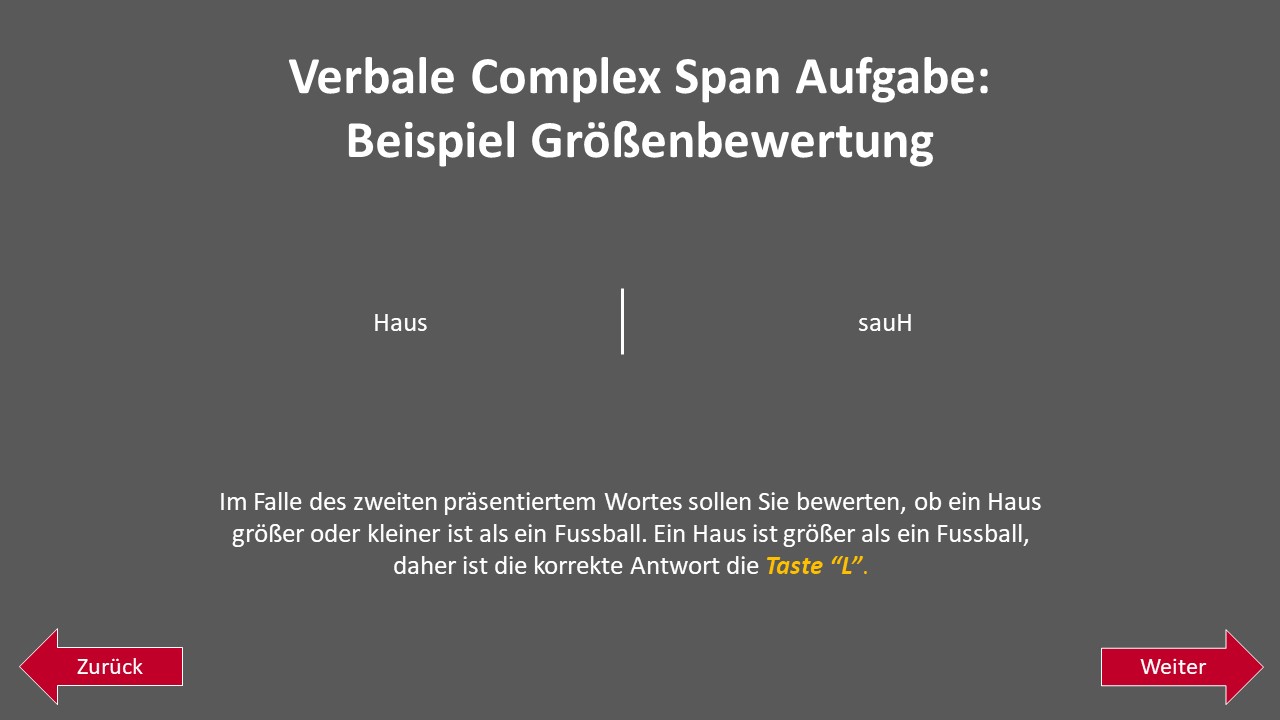 Verbale Complex Span Aufgabe:
Beispiel Größenbewertung
Haus
sauH
Im Falle des zweiten präsentiertem Wortes sollen Sie bewerten, ob ein Haus
größer oder kleiner ist als ein Fussball. Ein Haus ist größer als ein Fussball,
daher ist die korrekte Antwort die Taste “L”.
Zurück
Weiter